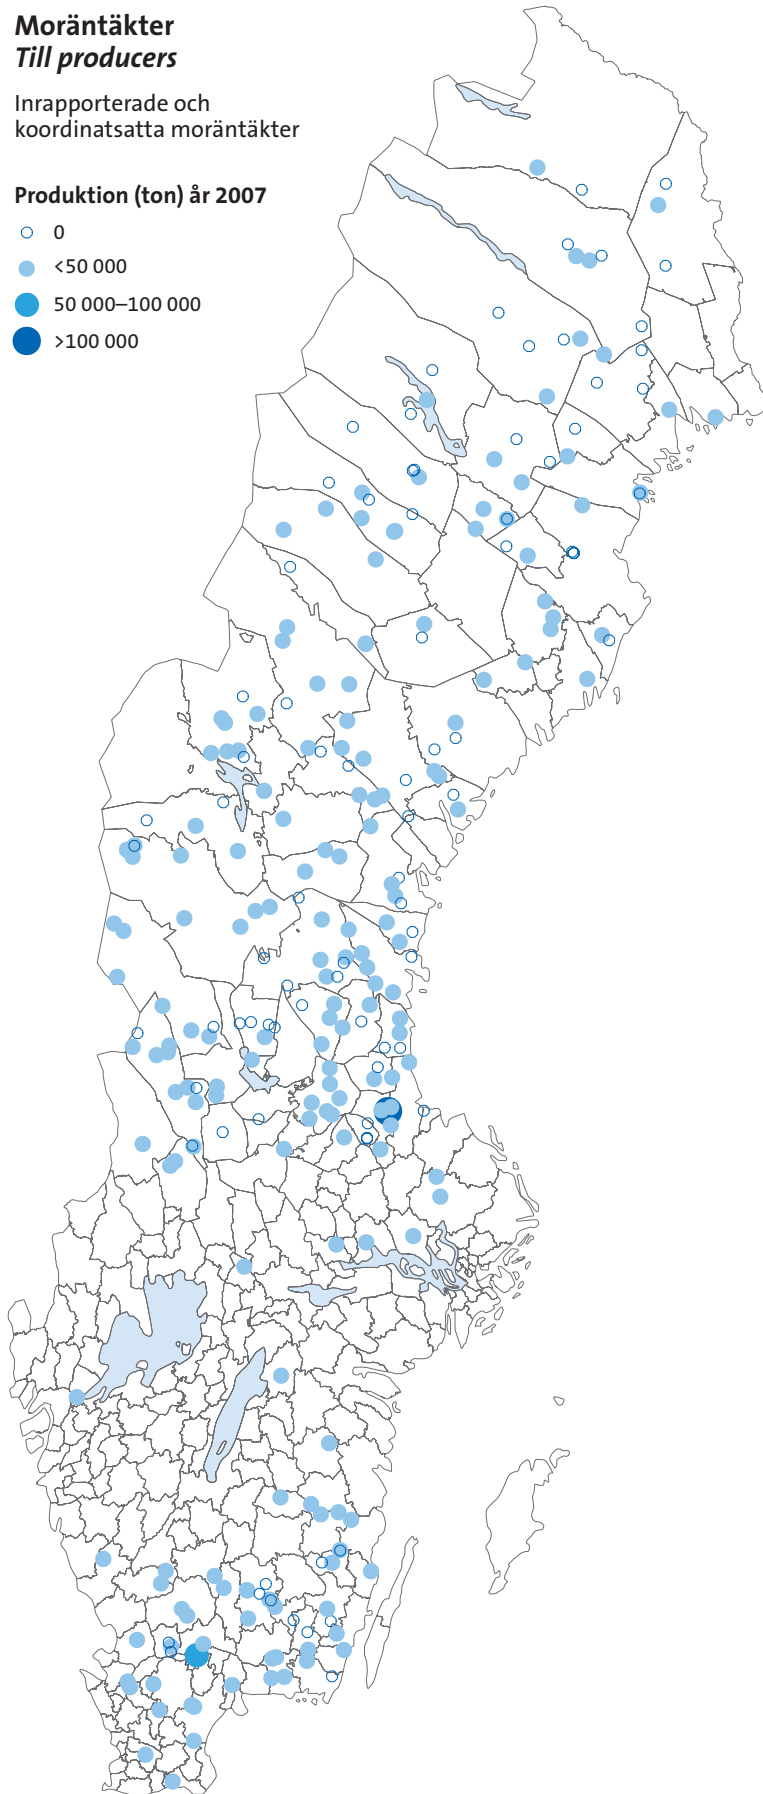 Moräntäkter
Till producers
Inrapporterade och
koordinatsatta moräntäkter
Produktion (ton) år 2007
0
<50 000
50 000–100 000
>100 000